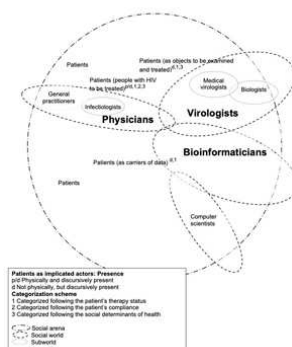 Patients (as objects to be examined
and treated)d,1,3
Patients
Patients (people with HIV
to be treated)p/d,1,2,3
Medical
virologists
Biologists
General
practitioners
Infectiologists
Physicians
Virologists
Bioinformaticians
Patients (as carriers of data) d,1
Patients
Computer
scientists
Patients as implicated actors: Presence
p/d Physically and discursively present
d Not physically, but discursively present
Categorization scheme
1 Categorized following the patient's therapy status
2 Categorized following the patient's compliance
3 Categorized following the social determinants of health
Social arena
Social world
Subworld